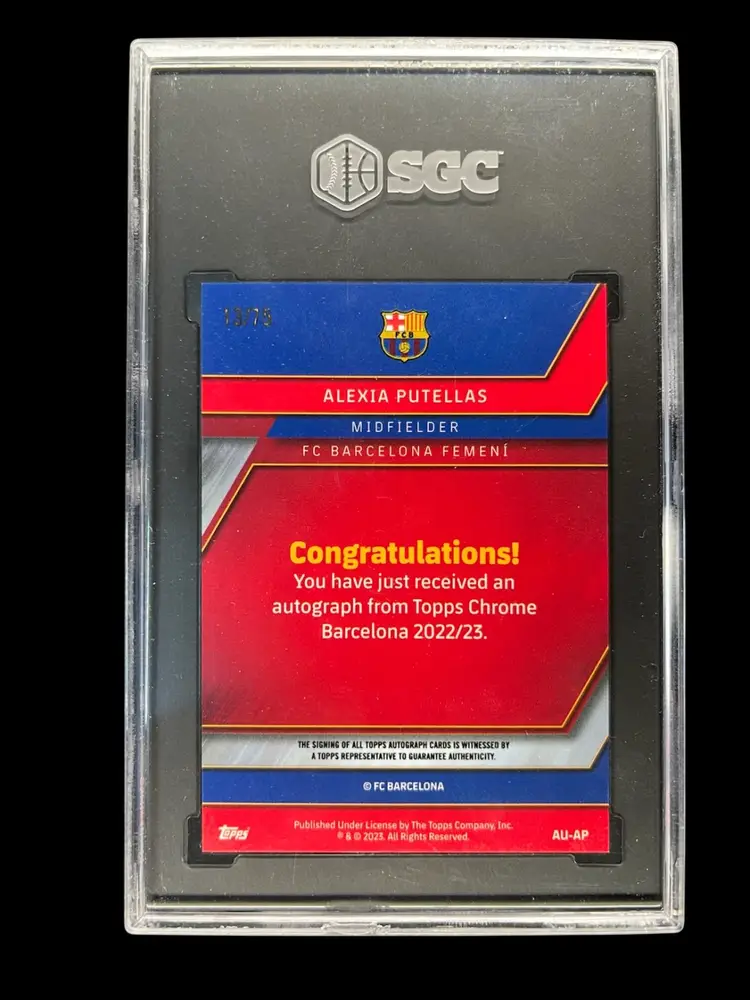 SGC
13/75
FCB
ALEXIA PUTELLAS
MIDFIELDER
FC BARCELONA FEMENÍ
Congratulations!
You have just received an
autograph from Topps Chrome
Barcelona 2022/23.
THE SIGNING OF ALL TOPPS AUTOGRAPH CARDS IS WITNESSED BY
A TOPPS REPRESENTATIVE TO GUARANTEE AUTHENTICITY.
© FC BARCELONA
Topps
Published Under License by The Topps Company, Inc.
® & © 2023. All Rights Reserved.
AU-AP